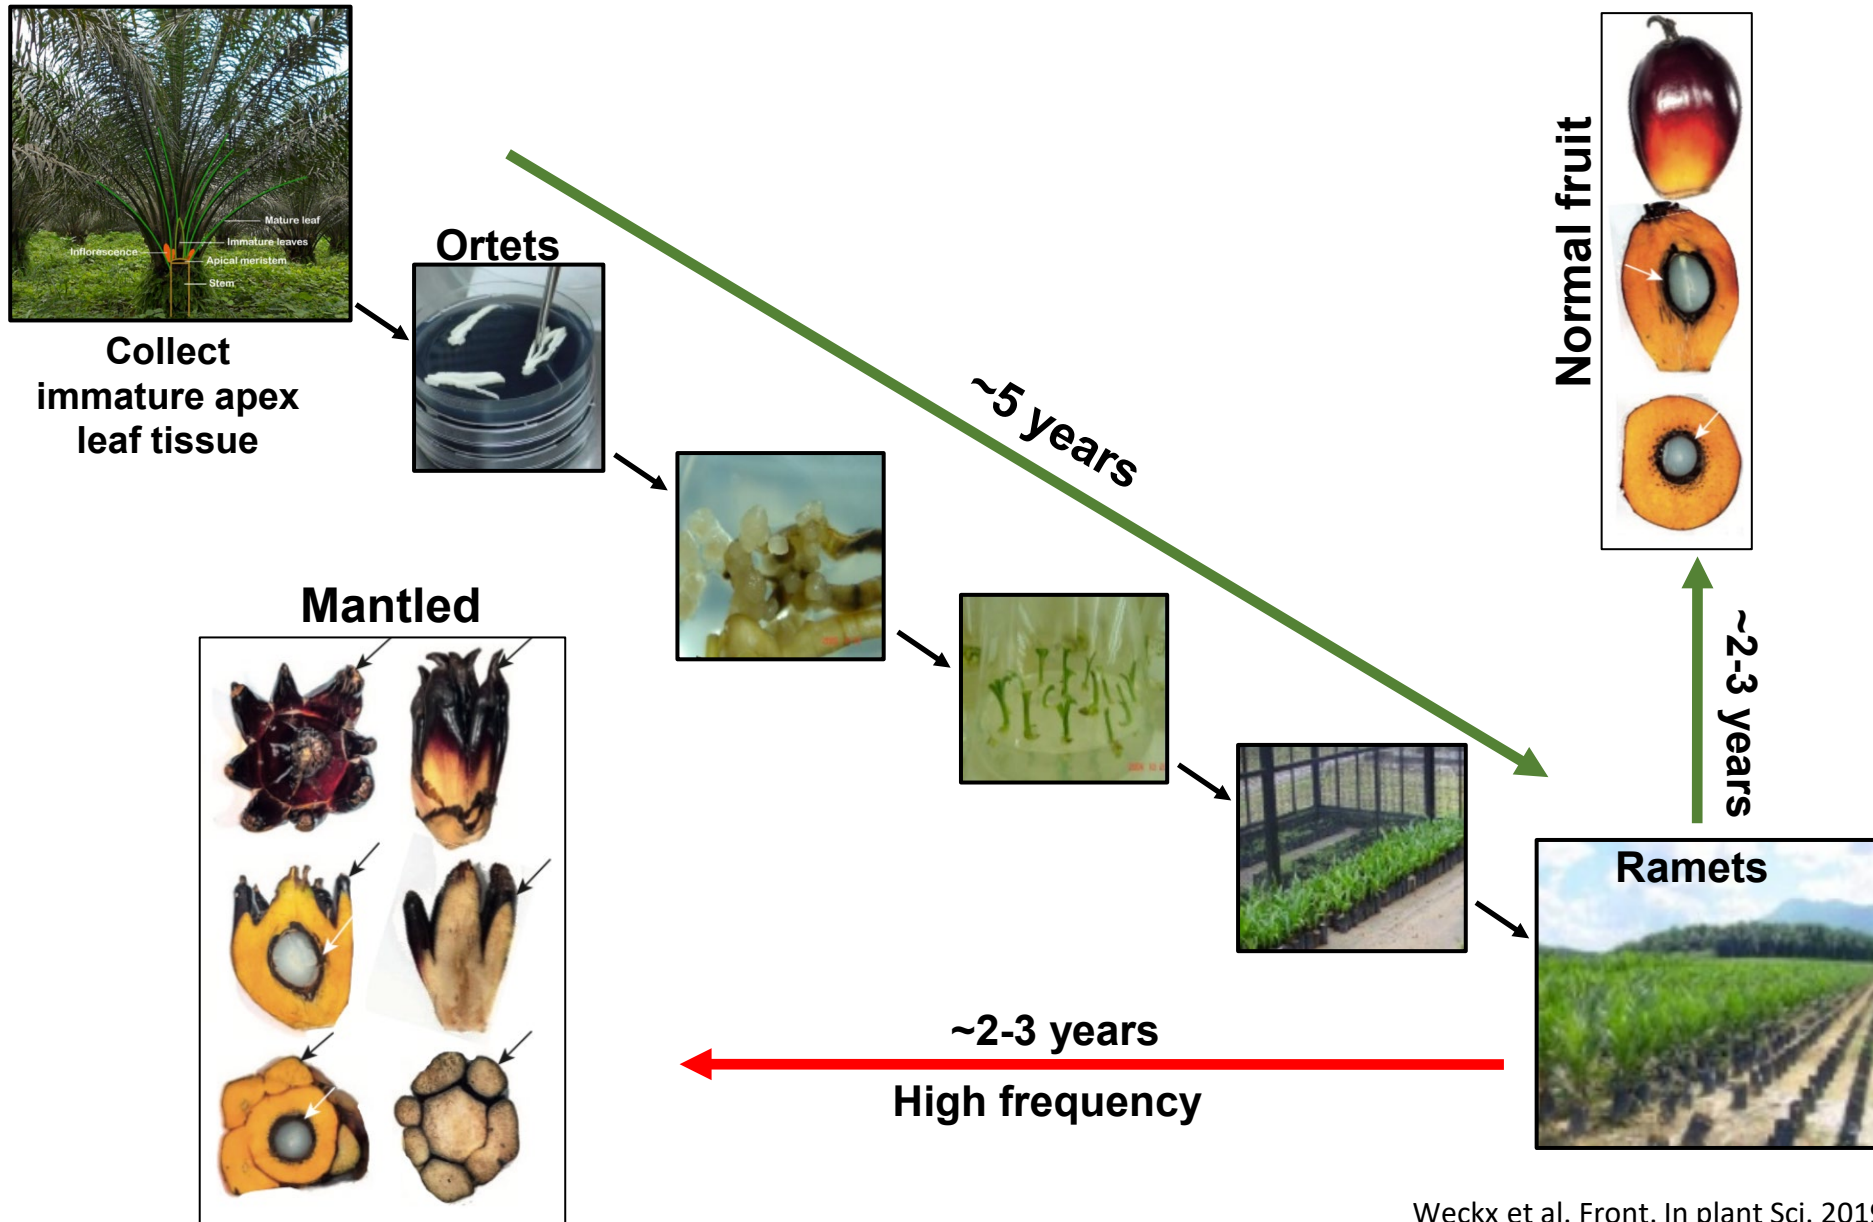 Mature leaf
Immature leaves
Inflorescence
Apical meristem
Stem
Collect
immature apex
leaf tissue
Ortets
~5 years
Normal fruit
~2-3 years
Ramets
Mantled
~2-3 years
High frequency
Weckx et al. Front. In plant Sci. 2019